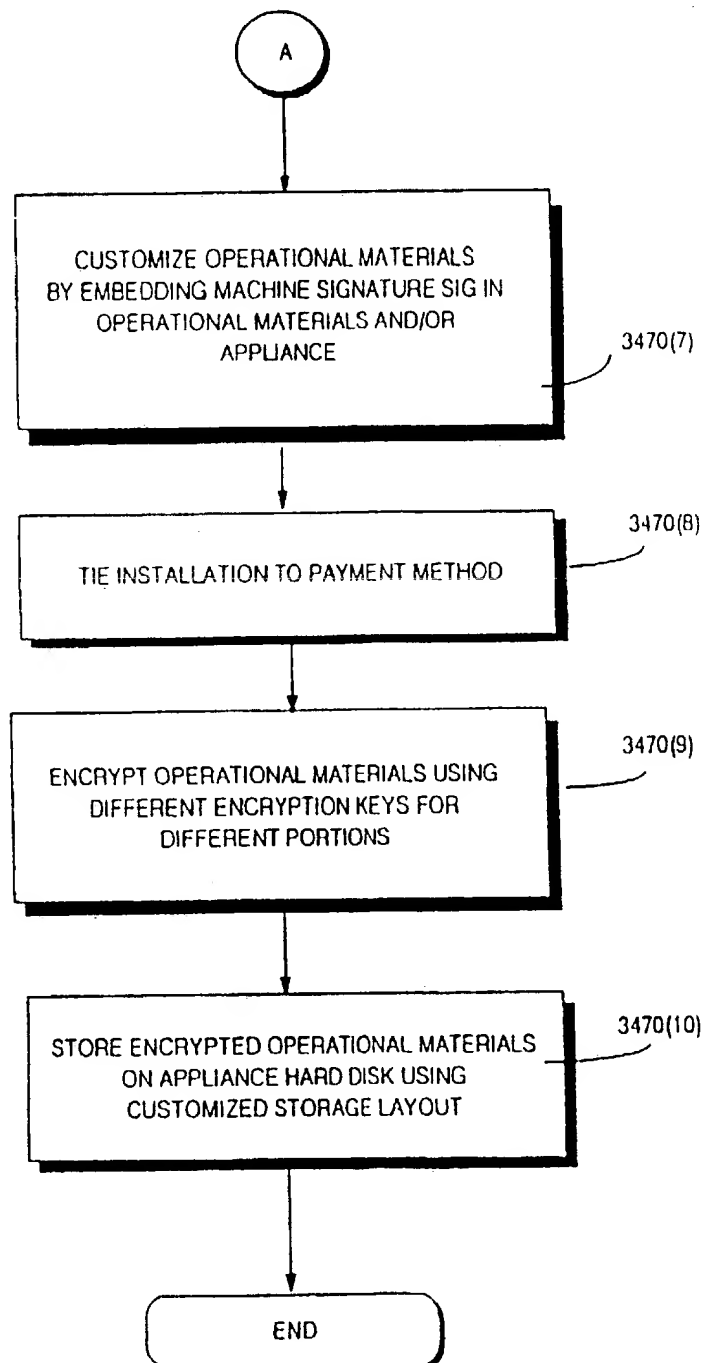 A
CUSTOMIZE OPERATIONAL MATERIALS
BY EMBEDDING MACHINE SIGNATURE SIG IN
OPERATIONAL MATERIALS AND/OR
APPLIANCE
3470(7)
3470(8)
TIE INSTALLATION TO PAYMENT METHOD
3470(9)
ENCRYPT OPERATIONAL MATERIALS USING
DIFFERENT ENCRYPTION KEYS FOR
DIFFERENT PORTIONS
3470(10)
STORE ENCRYPTED OPERATIONAL MATERIALS
ON APPLIANCE HARD DISK USING
CUSTOMIZED STORAGE LAYOUT
END